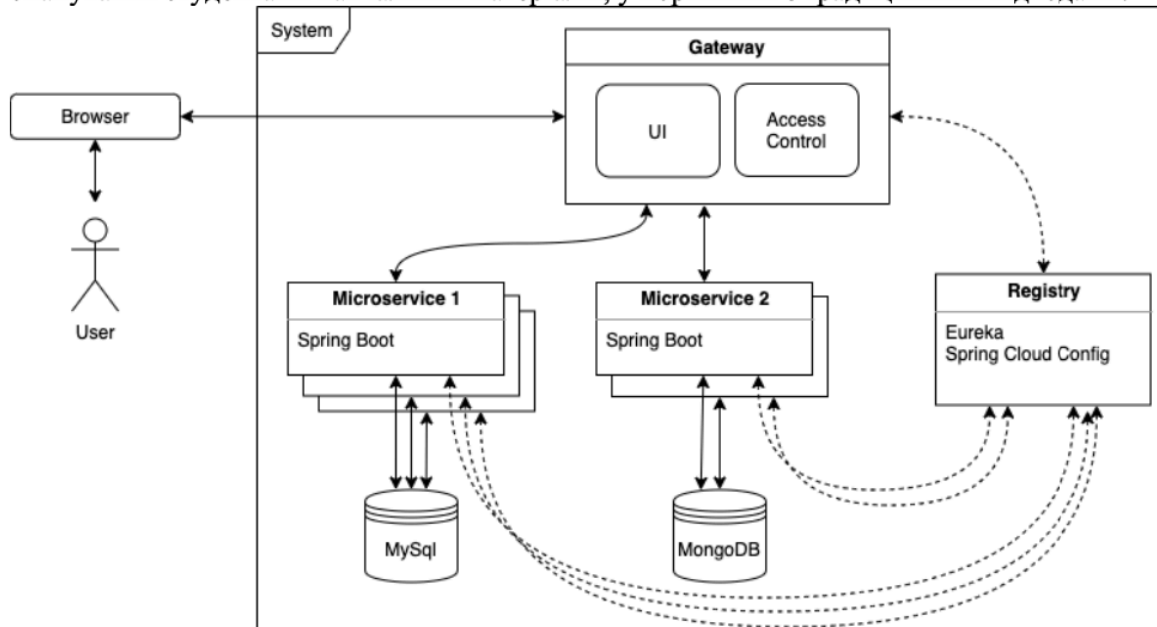 System
Gateway
UI
Access
Control
Browser
User
Microservice 1
Spring Boot
Microservice 2
Spring Boot
Registry
Eureka
Spring Cloud Config
MySql
MongoDB